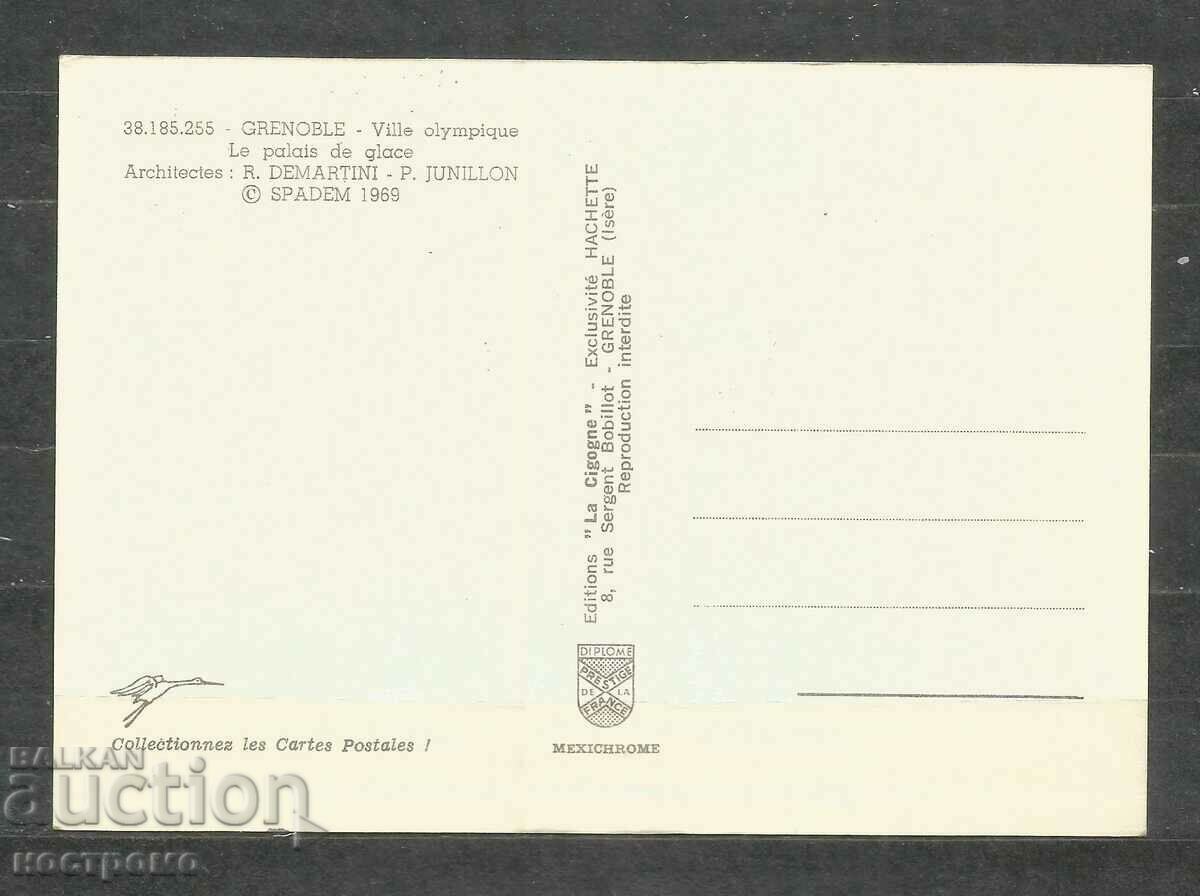 38.185.255 - GRENOBLE - Ville olympique
Le palais de glace
Architectes : R. DEMARTINI - P. JUNILLON
© SPADEM 1969
Editions "La Cigogne" - Exclusivité HACHETTE
8, rue Sergent Bobillot - GRENOBLE (Isère)
Reproduction interdite
DIPLOME
PRESTIGE
DE LA
FRANCE
MEXICHROME
Collectionnez les Cartes Postales !
BALKAN
auction
костромо